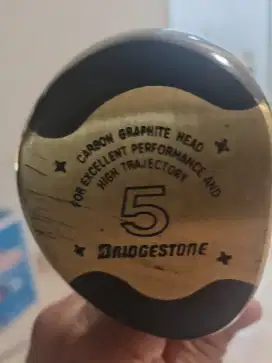 CARBON GRAPHITE HEAD
FOR EXCELLENT PERFORMANCE AND
HIGH TRAJECTORY
5
BRIDGESTONE